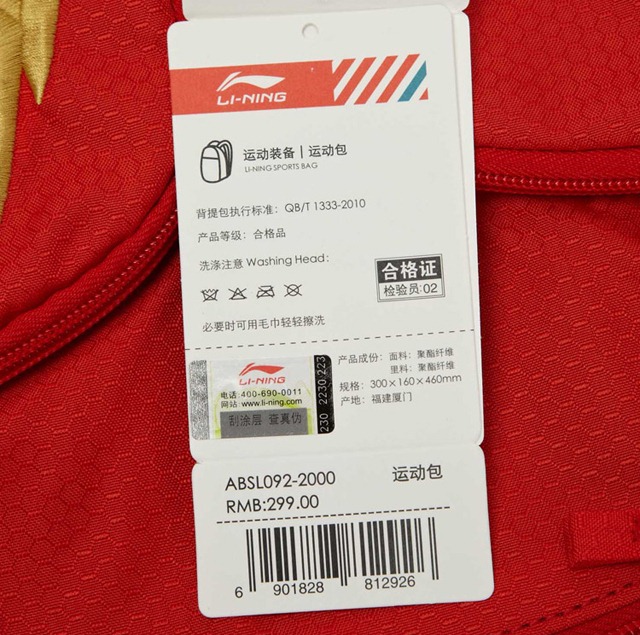 LI-NING
运动装备 | 运动包
LI-NING SPORTS BAG
背提包执行标准：QB/T 1333-2010
产品等级：合格品
洗涤注意 Washing Head:
合格证
检验员:02
必要时可用毛巾轻轻擦洗
LI-NING
电话:400-690-0011
网站:www.li-ning.com
刮涂层 查真伪
230 2230 223
产品成份：面料：聚酯纤维
里料：聚酯纤维
规格：300×160×460mm
产地：福建厦门
ABSL092-2000 运动包
RMB:299.00
6 901828 812926